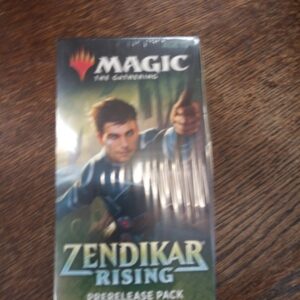 MAGIC
THE GATHERING
ZENDIKAR
RISING
PRERELEASE PACK